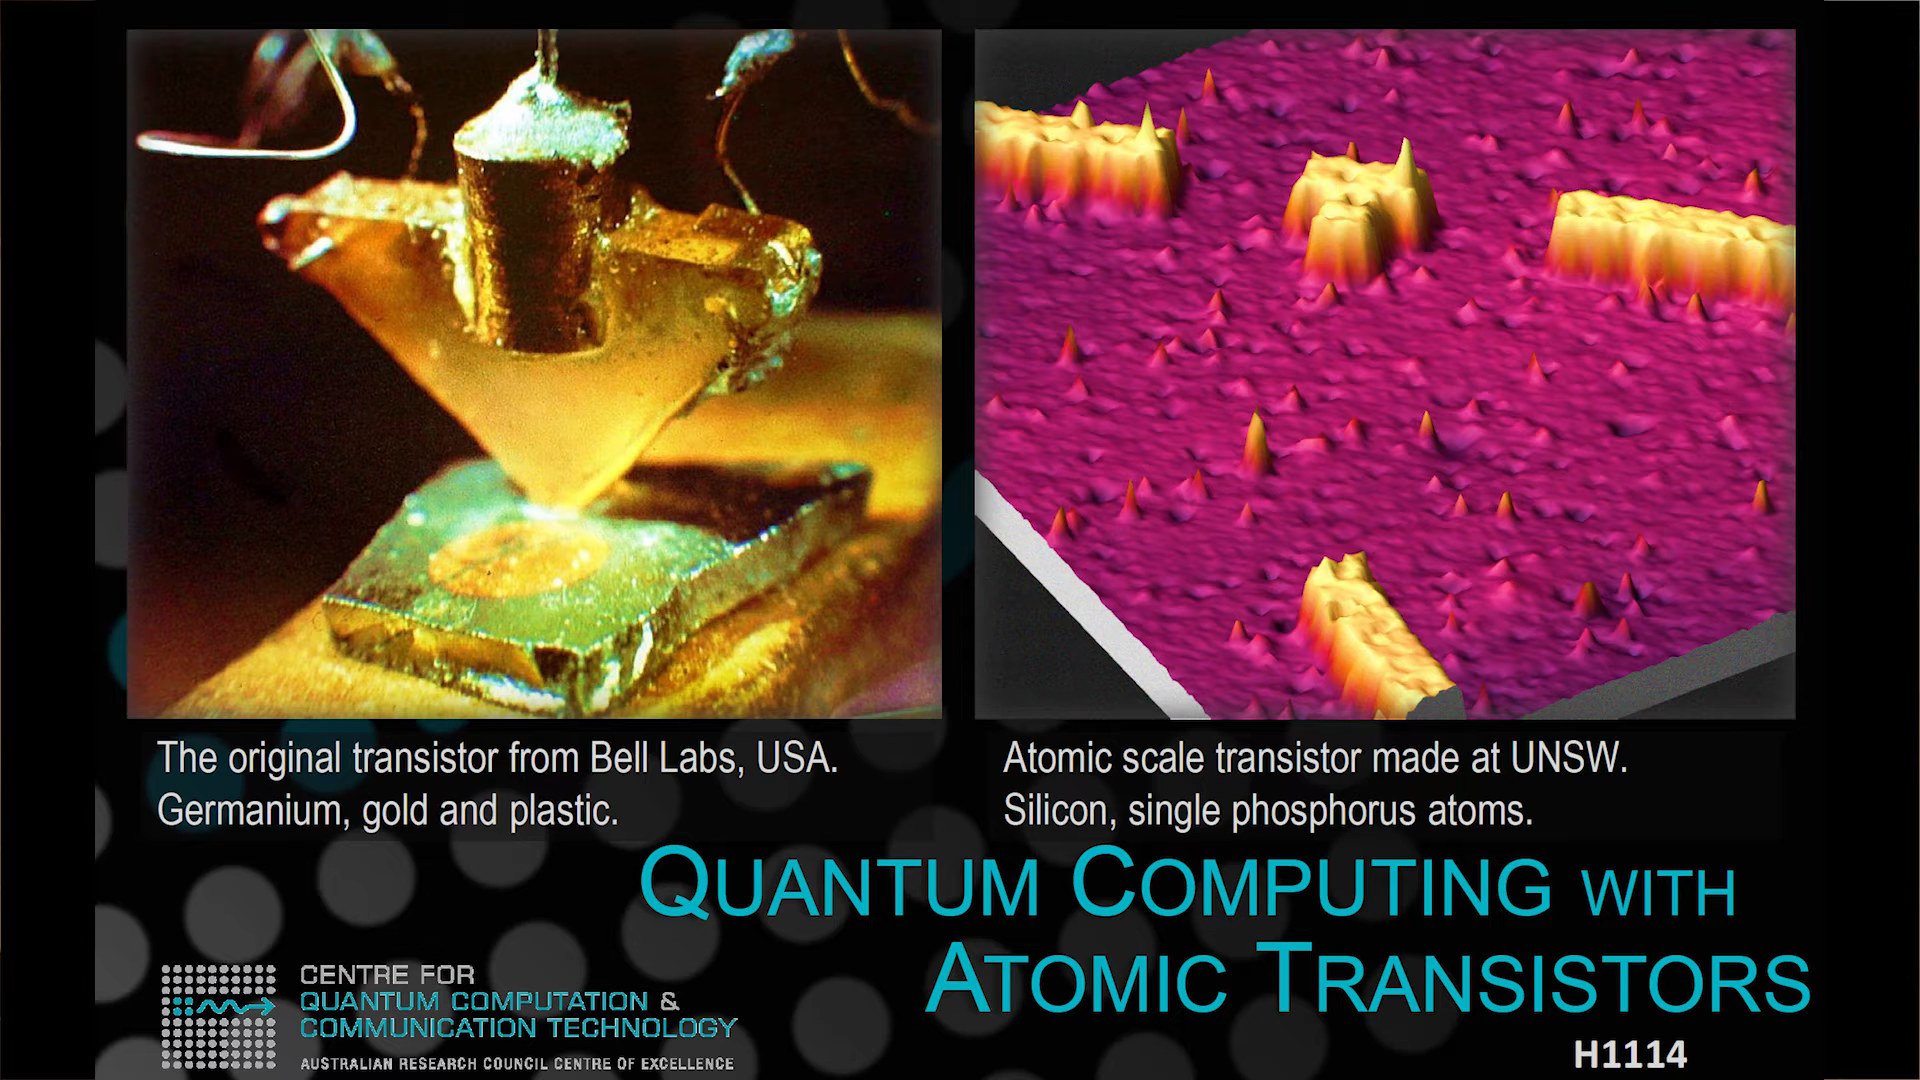 The original transistor from Bell Labs, USA.
Germanium, gold and plastic.
Atomic scale transistor made at UNSW.
Silicon, single phosphorus atoms.
QUANTUM COMPUTING WITH
ATOMIC TRANSISTORS
CENTRE FOR
QUANTUM COMPUTATION &
COMMUNICATION TECHNOLOGY
AUSTRALIAN RESEARCH COUNCIL CENTRE OF EXCELLENCE
H1114